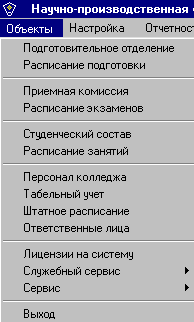 Научно-производственная
Объекты Настройка Отчетност
Подготовительное отделение
Расписание подготовки
Приемная комиссия
Расписание экзаменов
Студенческий состав
Расписание занятий
Персонал колледжа
Табельный учет
Штатное расписание
Ответственные лица
Лицензии на систему
Служебный сервис
Сервис
Выход